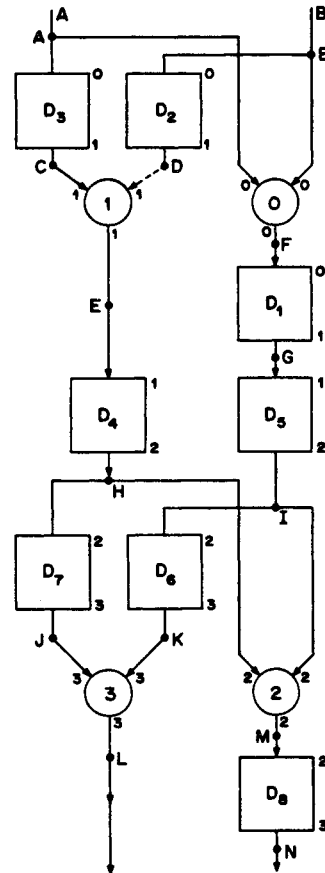 A B
A B
0 0
D₃ D₂
1 1
C D
1 1 0 0
1 0
1 0
F
0
E D₁
1
G
1 1
D₄ D₅
2 2
H I
2 2
D₇ D₆
3 3
J K
3 3 2 2
3 2
3 2
M
L 2
D₈
3
N